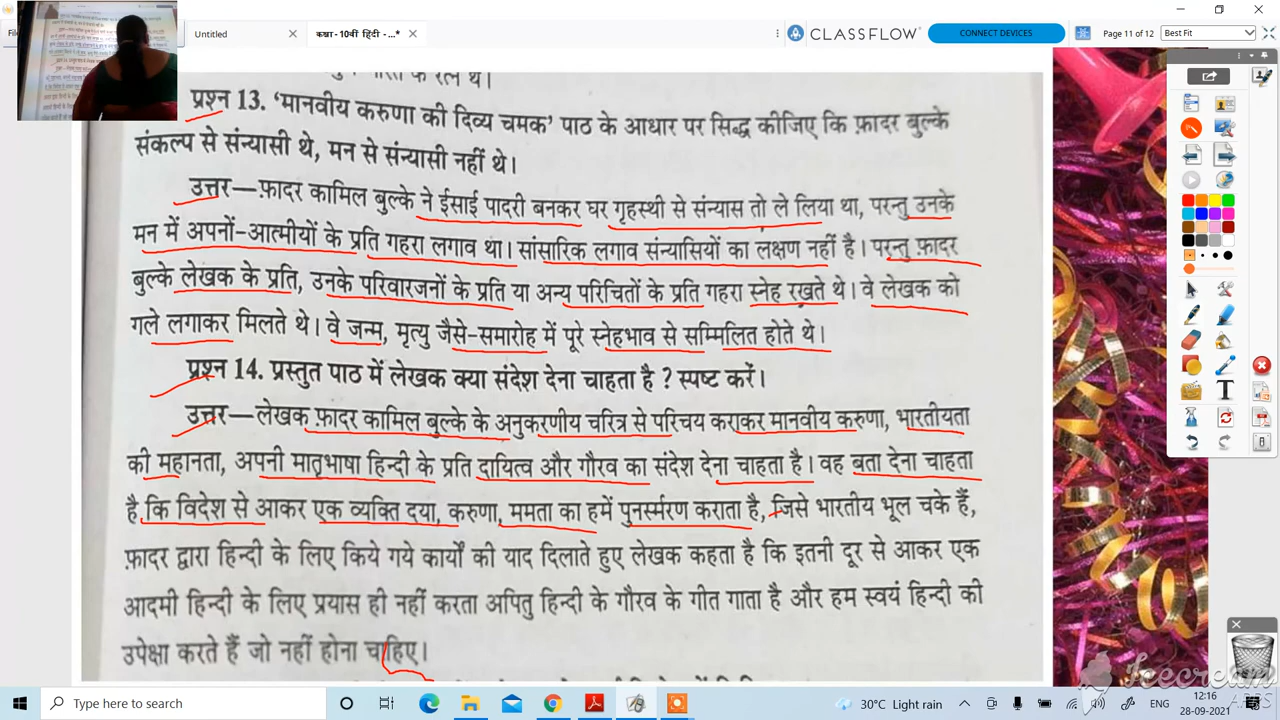 Untitled
कक्षा -10वीं हिंदी -...*
CLASSFLOW
CONNECT DEVICES
Page 11 of 12
Best Fit
प्रश्न 13. 'मानवीय करुणा की दिव्य चमक' पाठ के आधार पर सिद्ध कीजिए कि फ़ादर बुल्के
संकल्प से संन्यासी थे, मन से संन्यासी नहीं थे।
उत्तर—फ़ादर कामिल बुल्के ने ईसाई पादरी बनकर घर गृहस्थी से संन्यास तो ले लिया था, परन्तु उनके
मन में अपनों-आत्मीयों के प्रति गहरा लगाव था। सांसारिक लगाव संन्यासियों का लक्षण नहीं है। परन्तु फ़ादर
बुल्के लेखक के प्रति, उनके परिवारजनों के प्रति या अन्य परिचितों के प्रति गहरा स्नेह रखते थे। वे लेखक को
गले लगाकर मिलते थे। वे जन्म, मृत्यु जैसे-समारोह में पूरे स्नेहभाव से सम्मिलित होते थे।
प्रश्न 14. प्रस्तुत पाठ में लेखक क्या संदेश देना चाहता है ? स्पष्ट करें।
उत्तर—लेखक फ़ादर कामिल बुल्के के अनुकरणीय चरित्र से परिचय कराकर मानवीय करुणा, भारतीयता
की महानता, अपनी मातृभाषा हिन्दी के प्रति दायित्व और गौरव का संदेश देना चाहता है। वह बता देना चाहता
है कि विदेश से आकर एक व्यक्ति दया, करुणा, ममता का हमें पुनर्स्मरण कराता है, जिसे भारतीय भूल चके हैं,
फ़ादर द्वारा हिन्दी के लिए किये गये कार्यों की याद दिलाते हुए लेखक कहता है कि इतनी दूर से आकर एक
आदमी हिन्दी के लिए प्रयास ही नहीं करता अपितु हिन्दी के गौरव के गीत गाता है और हम स्वयं हिन्दी की
उपेक्षा करते हैं जो नहीं होना चाहिए।
Icecream
APPS
Type here to search
30°C Light rain
ENG
12:16
28-09-2021